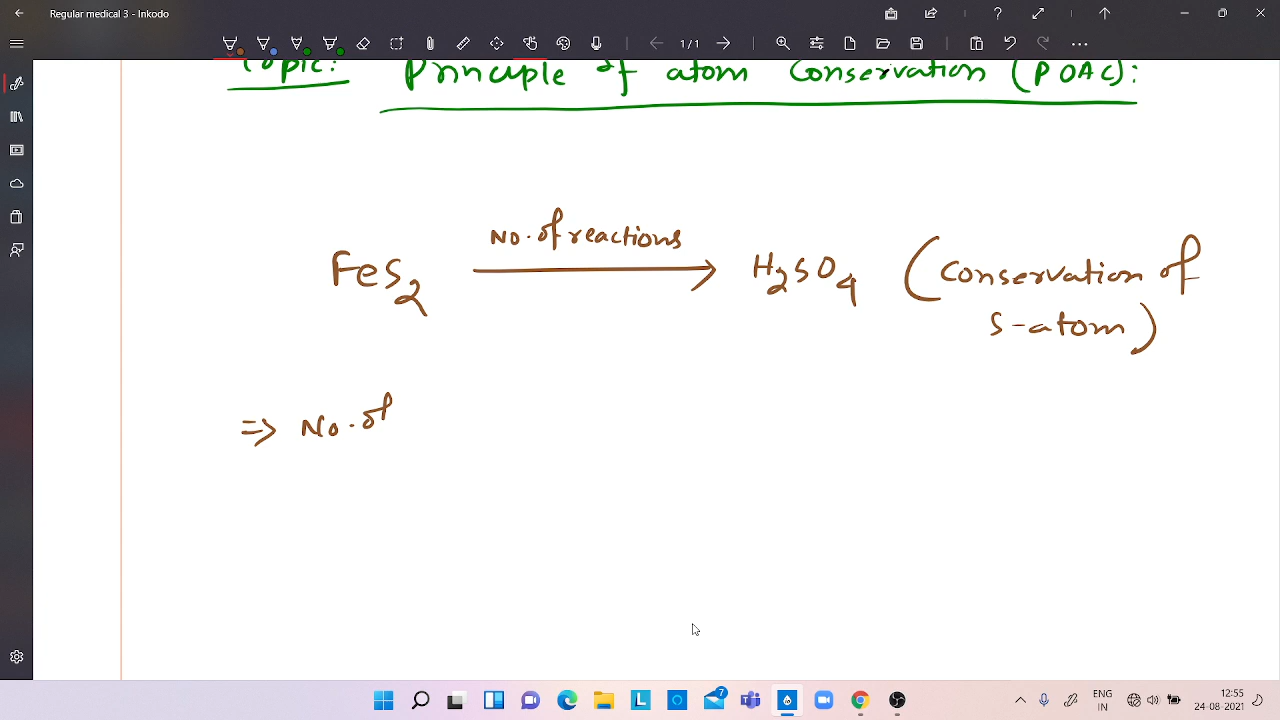 Regular medical 3 - Inkodo
1/1
Topic: Principle of atom Conservation (POAC):
No. of reactions
FeS2 H2SO4 (Conservation of
S-atom)
=> No. of
7
ENG
IN
12:55
24-08-2021